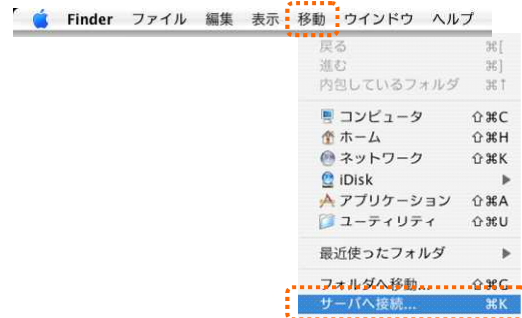 Finder ファイル 編集 表示 移動 ウインドウ ヘルプ
戻る ⌘[
進む ⌘]
内包しているフォルダ ⌘↑
コンピュータ ⇧⌘C
ホーム ⇧⌘H
ネットワーク ⇧⌘K
iDisk ▶
アプリケーション ⇧⌘A
ユーティリティ ⇧⌘U
最近使ったフォルダ ▶
フォルダへ移動... ⇧⌘G
サーバへ接続... ⌘K